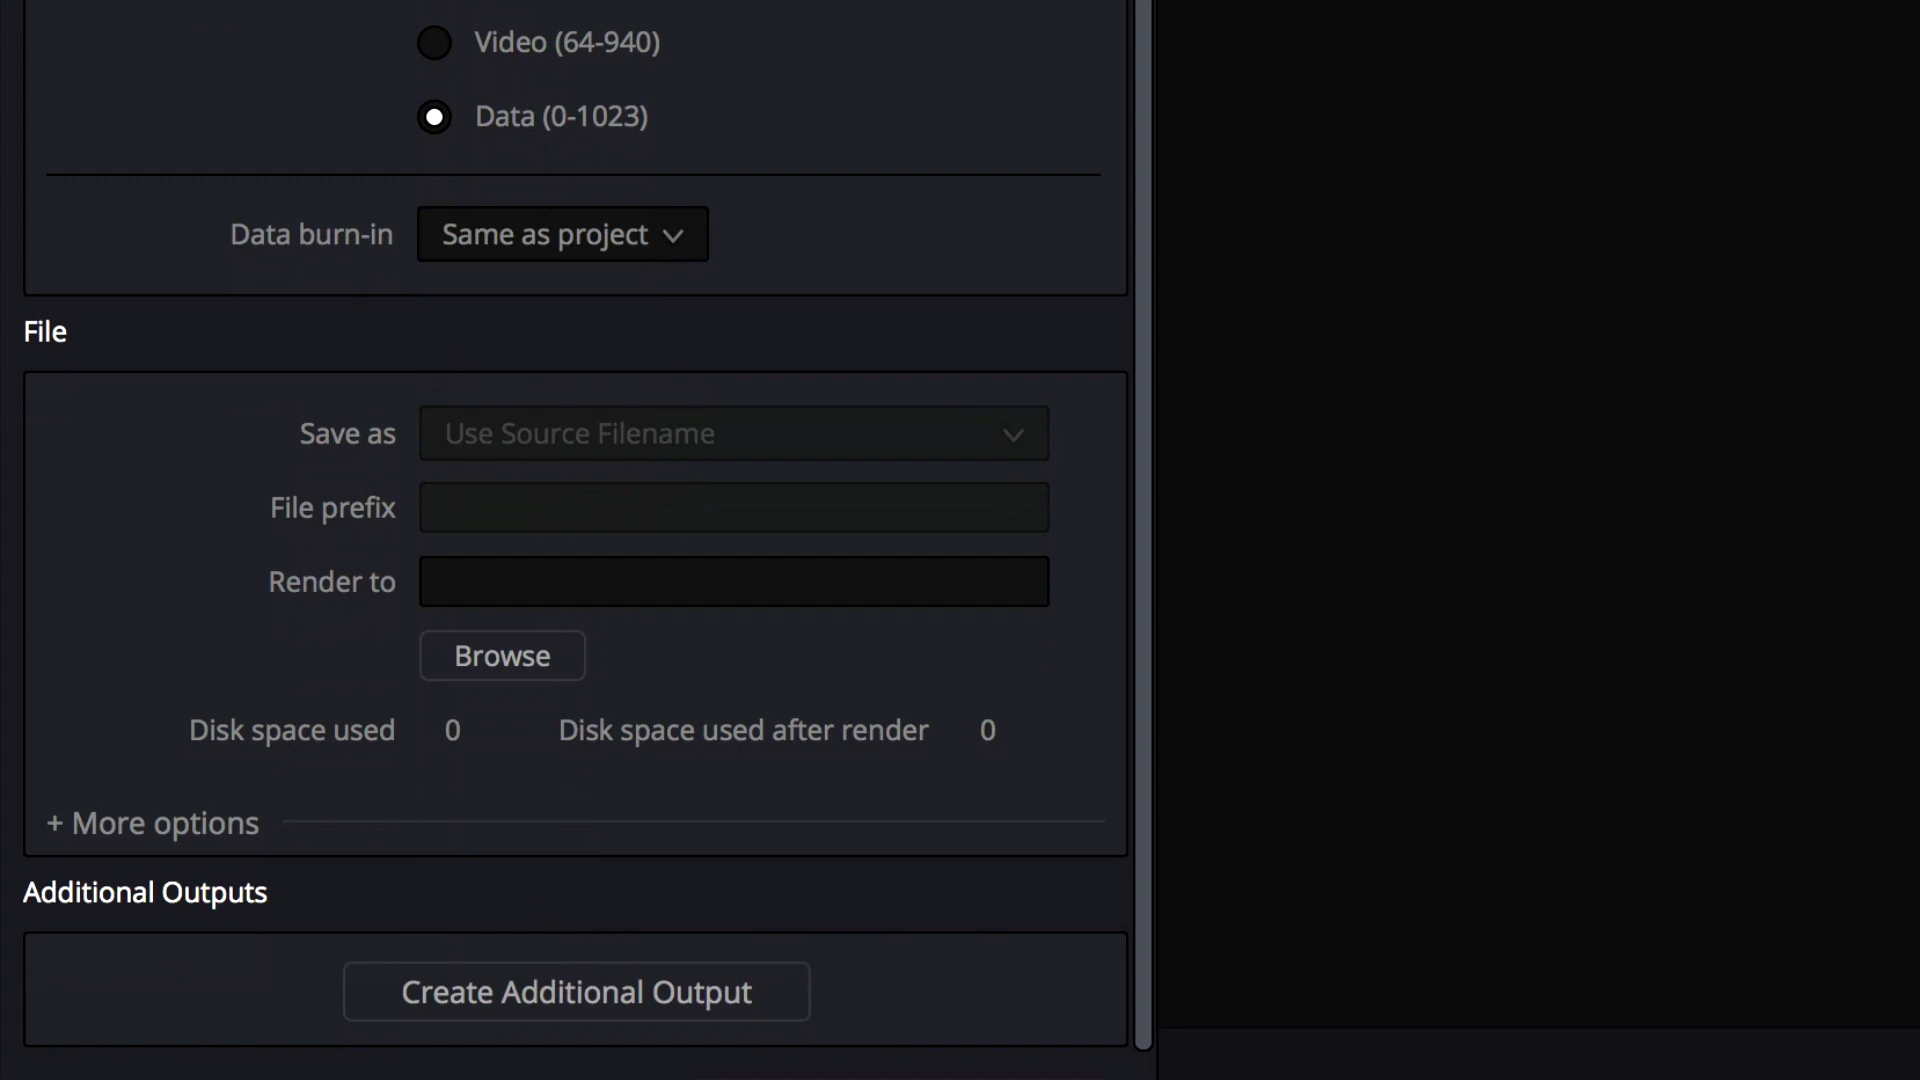 Video (64-940)
Data (0-1023)
Data burn-in Same as project
File
Save as Use Source Filename
File prefix
Render to
Browse
Disk space used 0 Disk space used after render 0
+ More options
Additional Outputs
Create Additional Output